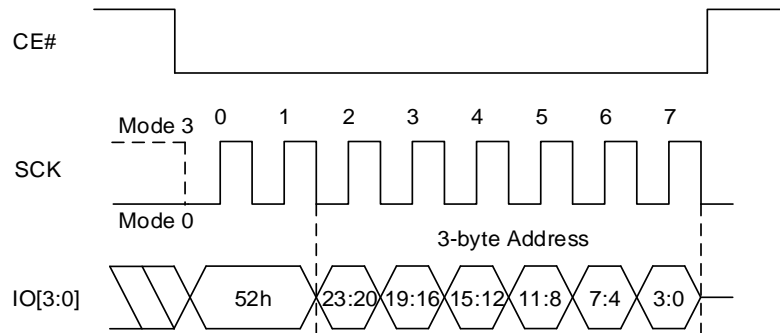 CE#
0 1 2 3 4 5 6 7
Mode 3
SCK
Mode 0
3-byte Address
IO[3:0]
52h 23:20 19:16 15:12 11:8 7:4 3:0